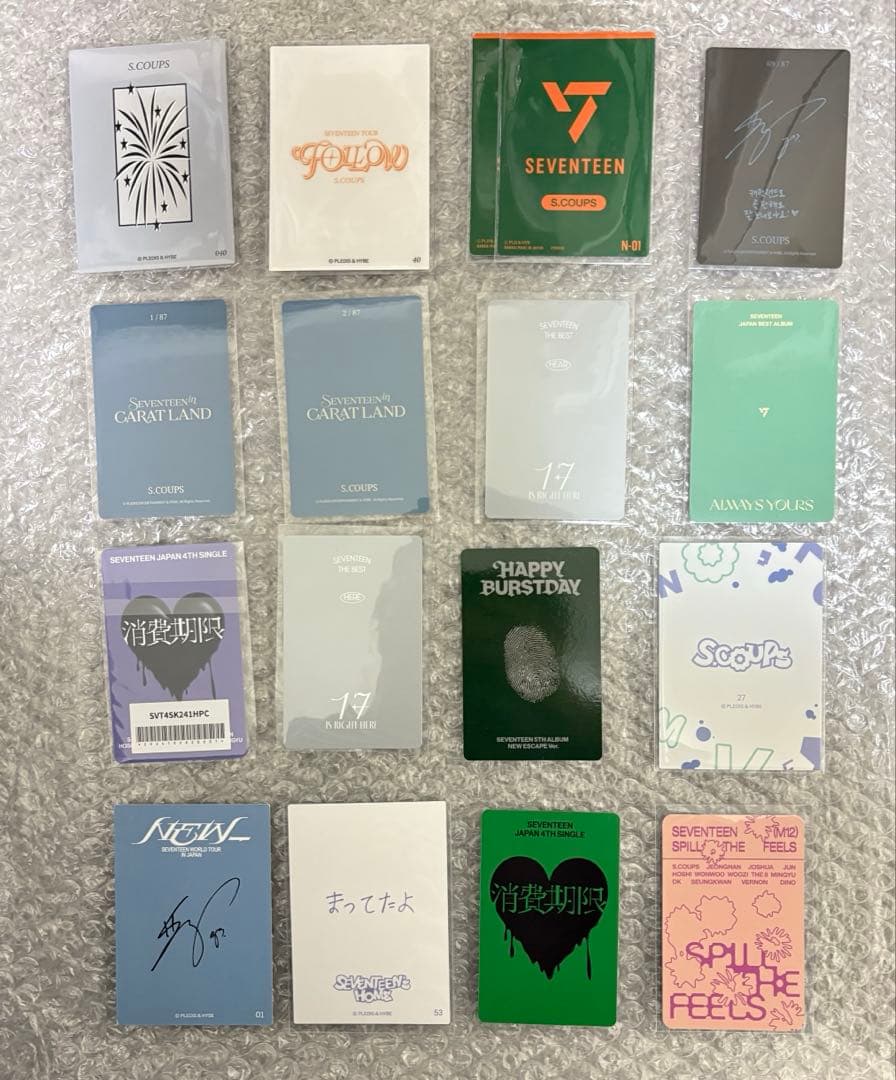 S.COUPS
040
© PLEDIS & HYBE
SEVENTEEN TOUR
FOLLOW
S.COUPS
© PLEDIS & HYBE
40
SEVENTEEN
S.COUPS
N-01
69 / 87
S.COUPS
1 / 87
SEVENTEEN in
CARAT LAND
S.COUPS
2 / 87
SEVENTEEN in
CARAT LAND
S.COUPS
SEVENTEEN
THE BEST
HEAR
17
IS RIGHT HERE
SEVENTEEN
JAPAN BEST ALBUM
ALWAYS YOURS
SEVENTEEN JAPAN 4TH SINGLE
消費期限
SVT4SK241HPC
SEVENTEEN
THE BEST
HERE
17
IS RIGHT HERE
HAPPY
BURSTDAY
SEVENTEEN 5TH ALBUM
NEW ESCAPE Ver.
S.COUPS
27
© PLEDIS & HYBE
NEW_
SEVENTEEN WORLD TOUR
IN JAPAN
© PLEDIS & HYBE
01
まってたよ
SEVENTEEN'S
HOME
© PLEDIS & HYBE
53
SEVENTEEN
JAPAN 4TH SINGLE
消費期限
SEVENTEEN (M12)
SPILL THE FEELS
S.COUPS JEONGHAN JOSHUA JUN
HOSHI WONWOO WOOZI THE 8 MINGYU
DK SEUNGKWAN VERNON DINO
SPILL
THE
FEELS